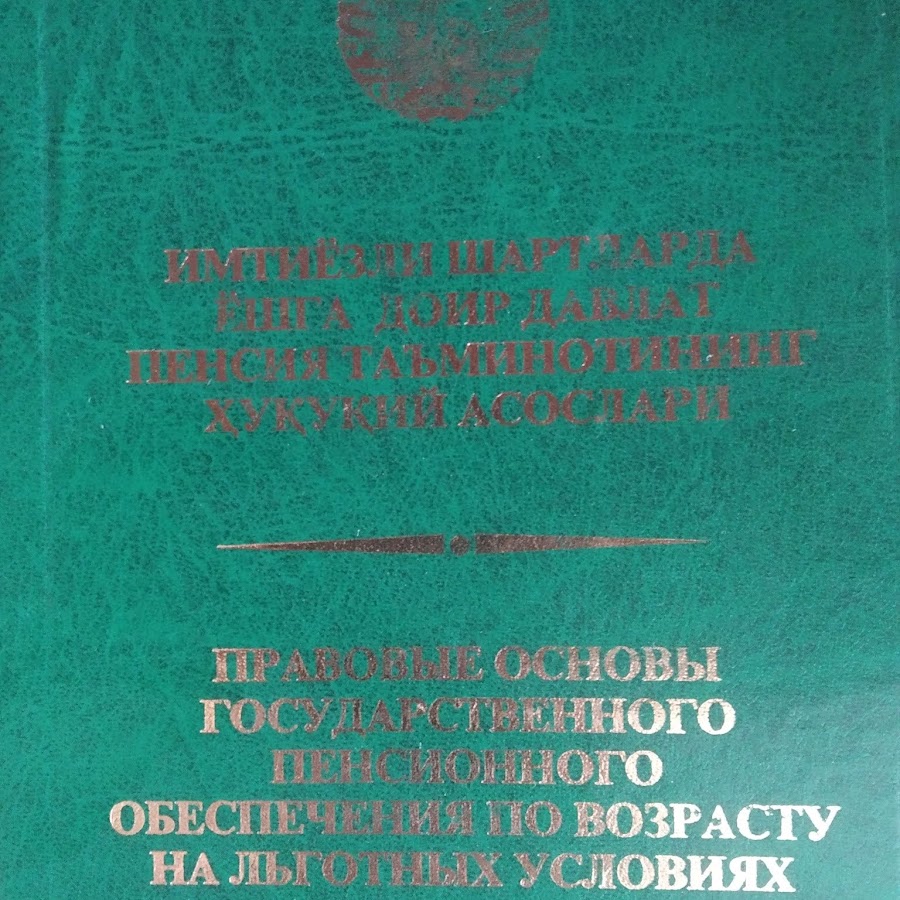 ИМТИЁЗЛИ ШАРТЛАРДА
ЁШГА ДОИР ДАВЛАТ
ПЕНСИЯ ТАЪМИНОТИНИНГ
ҲУҚУҚИЙ АСОСЛАРИ
ПРАВОВЫЕ ОСНОВЫ
ГОСУДАРСТВЕННОГО
ПЕНСИОННОГО
ОБЕСПЕЧЕНИЯ ПО ВОЗРАСТУ
НА ЛЬГОТНЫХ УСЛОВИЯХ